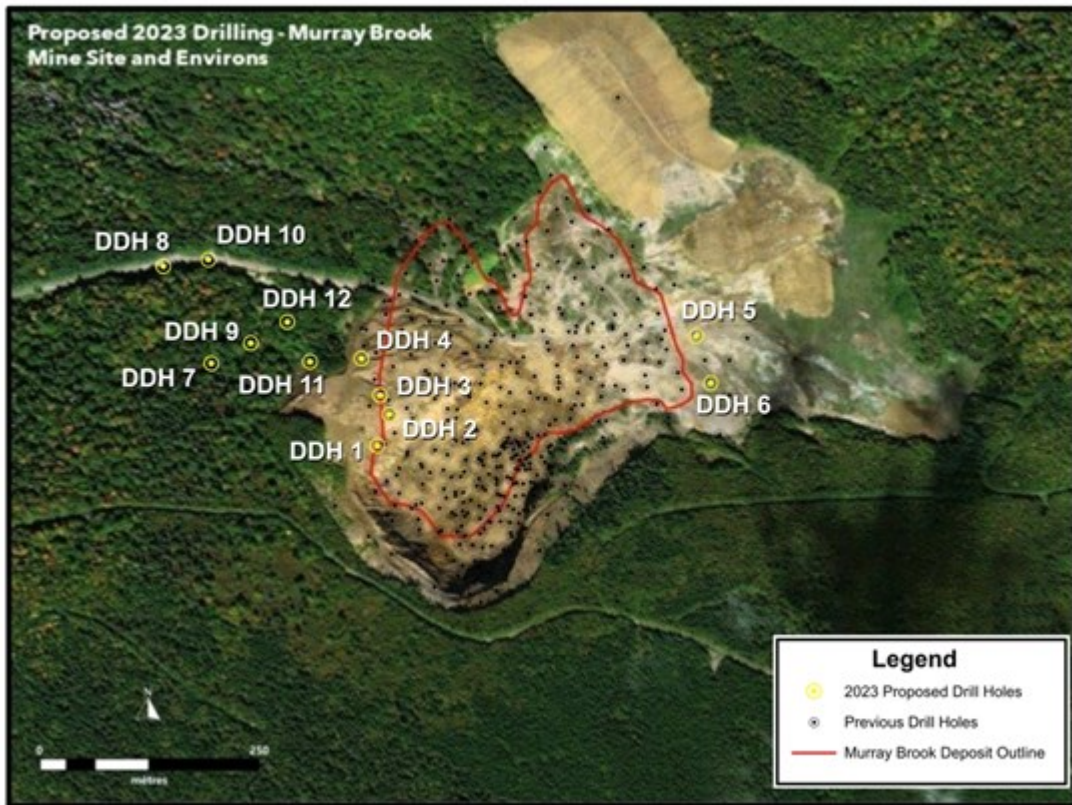 Proposed 2023 Drilling - Murray Brook
Mine Site and Environs
DDH 8
DDH 10
DDH 12
DDH 9
DDH 4
DDH 5
DDH 7
DDH 11
DDH 3
DDH 6
DDH 2
DDH 1
N
0 250
mètres
Legend
2023 Proposed Drill Holes
Previous Drill Holes
Murray Brook Deposit Outline